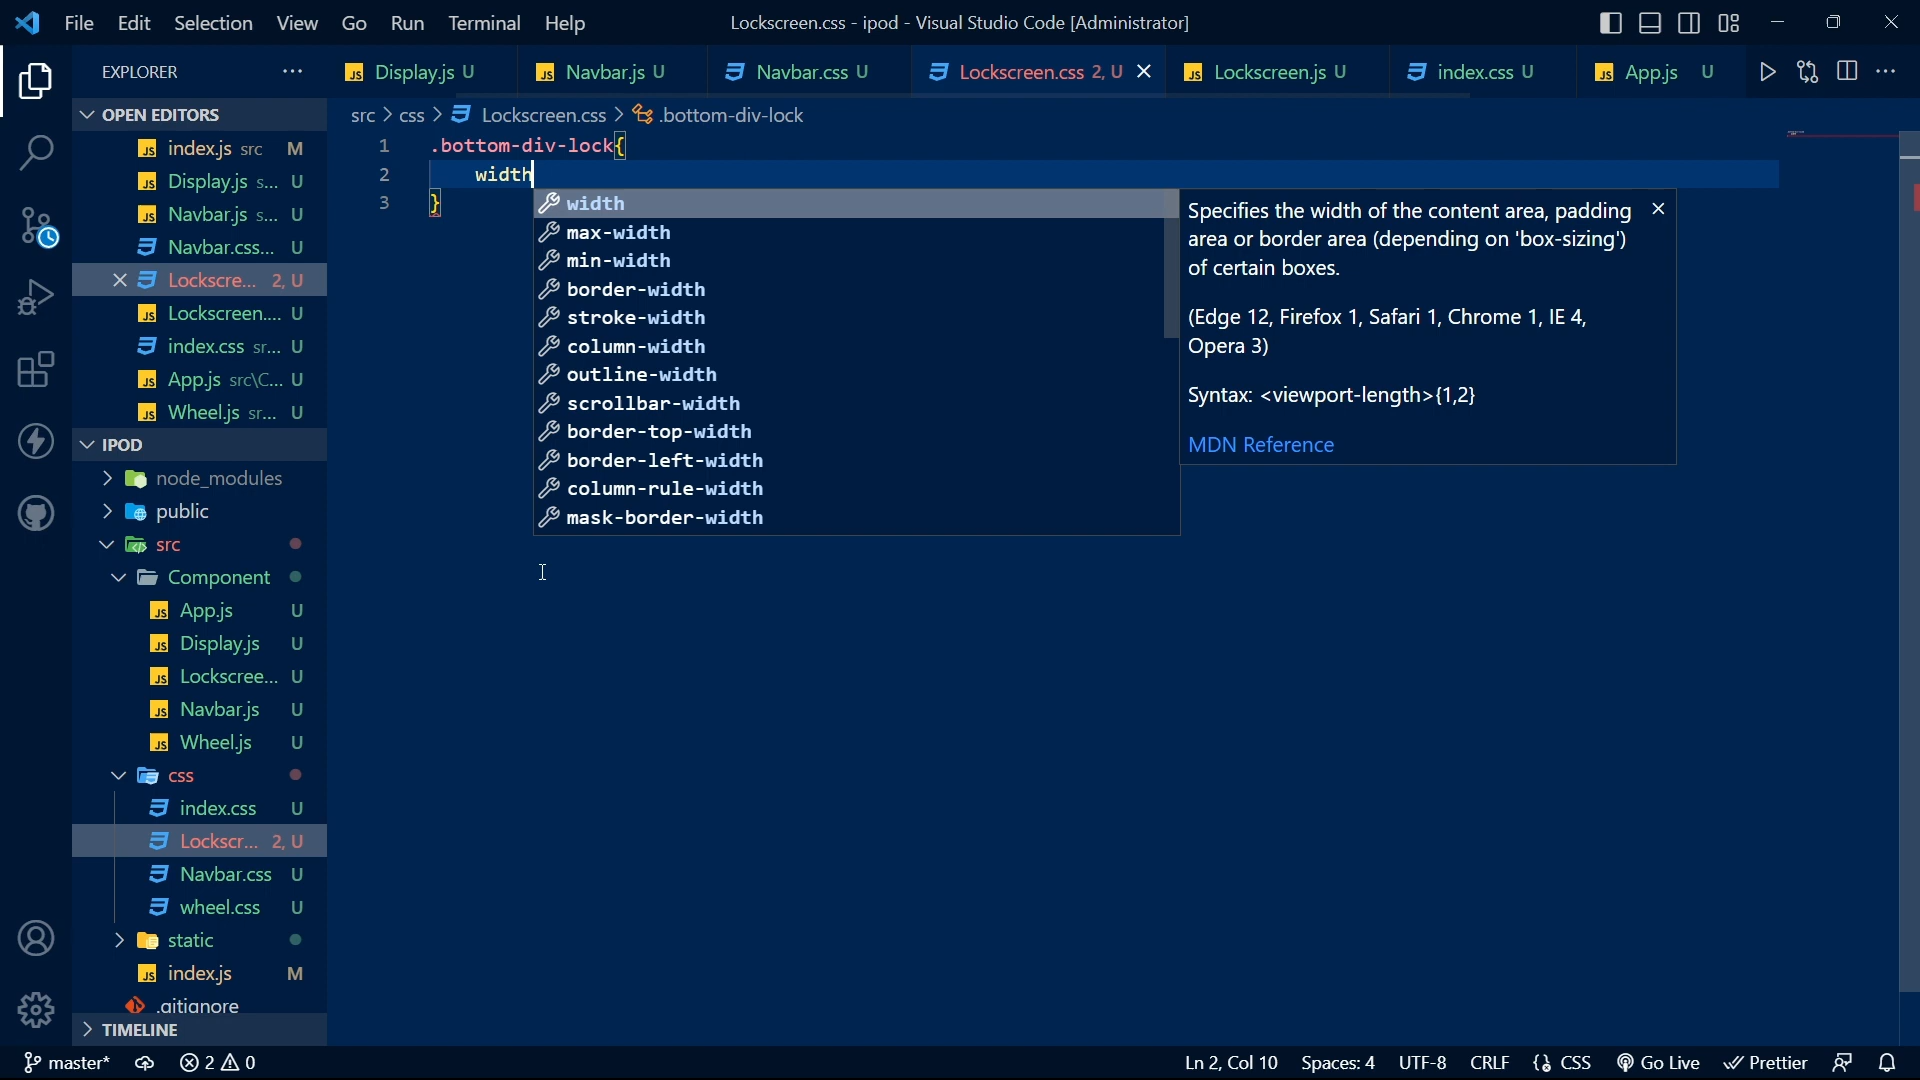 File Edit Selection View Go Run Terminal Help
Lockscreen.css - ipod - Visual Studio Code [Administrator]
EXPLORER
Display.js U
Navbar.js U
Navbar.css U
Lockscreen.css 2, U
Lockscreen.js U
index.css U
App.js U
OPEN EDITORS
index.js src M
Display.js s... U
Navbar.js s... U
Navbar.css... U
Lockscre... 2, U
Lockscreen.... U
index.css sr... U
App.js src\C... U
Wheel.js sr... U
IPOD
node_modules
public
src
Component
App.js U
Display.js U
Lockscree... U
Navbar.js U
Wheel.js U
css
index.css U
Lockscr... 2, U
Navbar.css U
wheel.css U
static
index.js M
.gitignore
TIMELINE
src > css > Lockscreen.css > .bottom-div-lock
1 .bottom-div-lock{
2 width
3 }
width
max-width
min-width
border-width
stroke-width
column-width
outline-width
scrollbar-width
border-top-width
border-left-width
column-rule-width
mask-border-width
Specifies the width of the content area, padding
area or border area (depending on 'box-sizing')
of certain boxes.
(Edge 12, Firefox 1, Safari 1, Chrome 1, IE 4,
Opera 3)
Syntax: <viewport-length>{1,2}
MDN Reference
master* 2 0
Ln 2, Col 10 Spaces: 4 UTF-8 CRLF CSS Go Live Prettier